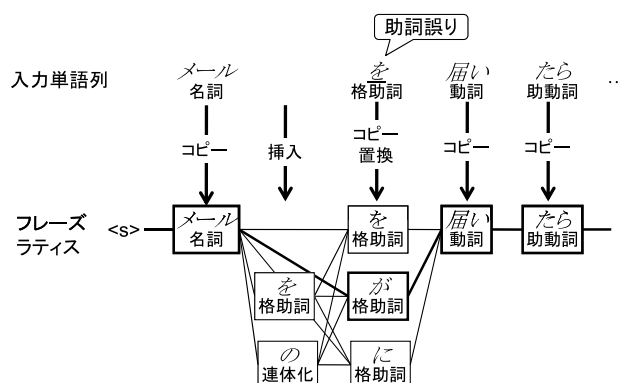 助詞誤り
入力単語列
メール
名詞
を
格助詞
届い
動詞
たら
助動詞
..
コピー
挿入
コピー
置換
コピー
コピー
フレーズ
ラティス
<s>
メール
名詞
を
格助詞
届い
動詞
たら
助動詞
を
格助詞
が
格助詞
の
連体化
に
格助詞